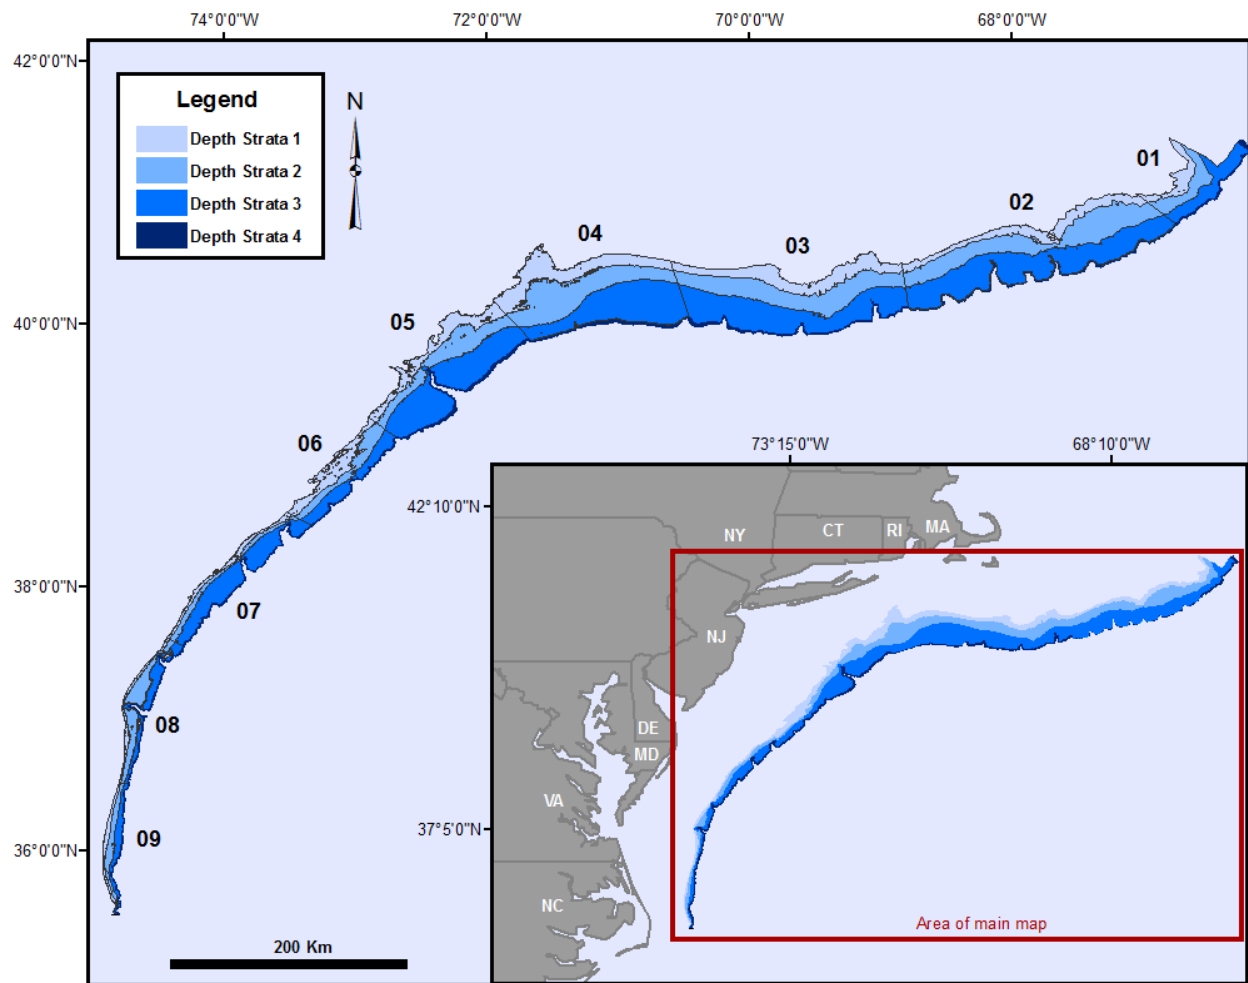 74°0'0"W
72°0'0"W
70°0'0"W
68°0'0"W
42°0'0"N
Legend
Depth Strata 1
Depth Strata 2
Depth Strata 3
Depth Strata 4
N
01
02
03
04
05
40°0'0"N
06
73°15'0"W
68°10'0"W
42°10'0"N
NY
CT
RI
MA
38°0'0"N
07
NJ
08
DE
MD
VA
37°5'0"N
09
36°0'0"N
NC
Area of main map
200 Km